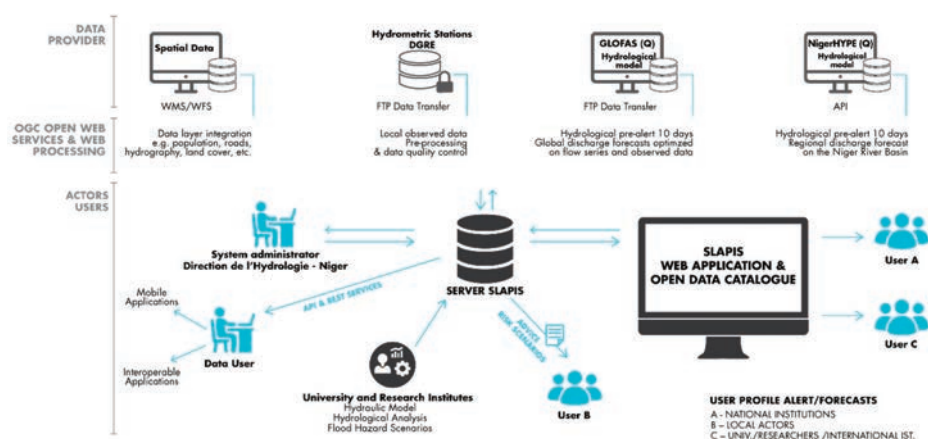 DATA
PROVIDER
Spatial Data
WMS/WFS
Hydrometric Stations
DGRE
FTP Data Transfer
GLOFAS (Q)
Hydrological
model
FTP Data Transfer
NigerHYPE (Q)
Hydrological
model
API
OGC OPEN WEB
SERVICES & WEB
PROCESSING
Data layer integration
e.g. population, roads,
hydrography, land cover, etc.
Local observed data
Pre-processing
& data quality control
Hydrological pre-alert 10 days
Global discharge forecasts optimzed
on flow series and observed data
Hydrological pre-alert 10 days
Regional discharge forecast
on the Niger River Basin
ACTORS
USERS
System administrator
Direction de l'Hydrologie - Niger
SERVER SLAPIS
SLAPIS
WEB APPLICATION &
OPEN DATA CATALOGUE
User A
User C
Mobile
Applications
Data User
Interoperable
Applications
API & BEST SERVICES
ADVICE
RISK SCENARIOS
University and Research Institutes
Hydraulic Model
Hydrological Analysis
Flood Hazard Scenarios
User B
USER PROFILE ALERT/FORECASTS
A - NATIONAL INSTITUTIONS
B – LOCAL ACTORS
C – UNIV./RESEARCHERS /INTERNATIONAL IST.